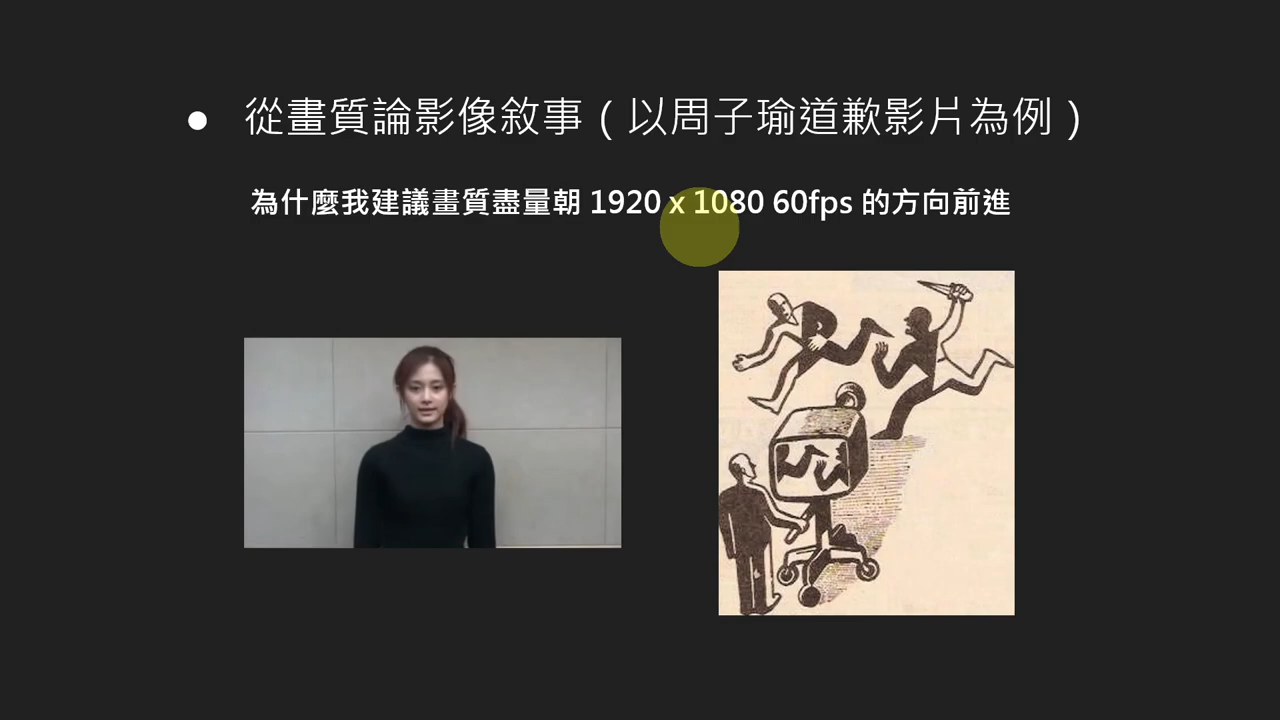 ● 從畫質論影像敘事（以周子瑜道歉影片為例）
為什麼我建議畫質盡量朝 1920 x 1080 60fps 的方向前進